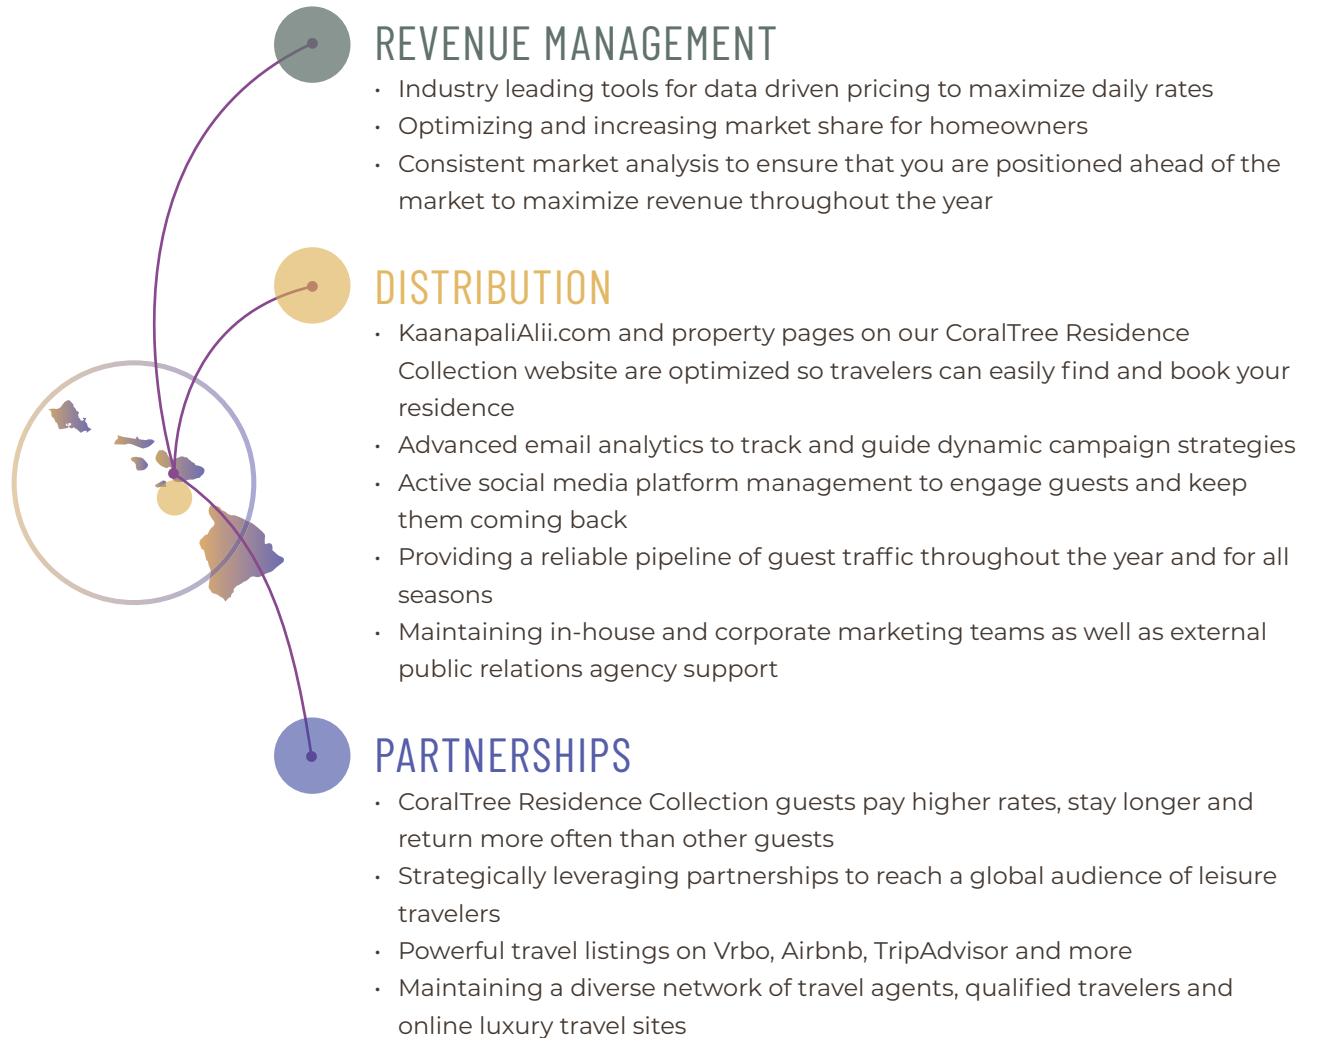 REVENUE MANAGEMENT
• Industry leading tools for data driven pricing to maximize daily rates
• Optimizing and increasing market share for homeowners
• Consistent market analysis to ensure that you are positioned ahead of the
market to maximize revenue throughout the year
DISTRIBUTION
• KaanapaliAlii.com and property pages on our CoralTree Residence
Collection website are optimized so travelers can easily find and book your
residence
• Advanced email analytics to track and guide dynamic campaign strategies
• Active social media platform management to engage guests and keep
them coming back
• Providing a reliable pipeline of guest traffic throughout the year and for all
seasons
• Maintaining in-house and corporate marketing teams as well as external
public relations agency support
PARTNERSHIPS
• CoralTree Residence Collection guests pay higher rates, stay longer and
return more often than other guests
• Strategically leveraging partnerships to reach a global audience of leisure
travelers
• Powerful travel listings on Vrbo, Airbnb, TripAdvisor and more
• Maintaining a diverse network of travel agents, qualified travelers and
online luxury travel sites